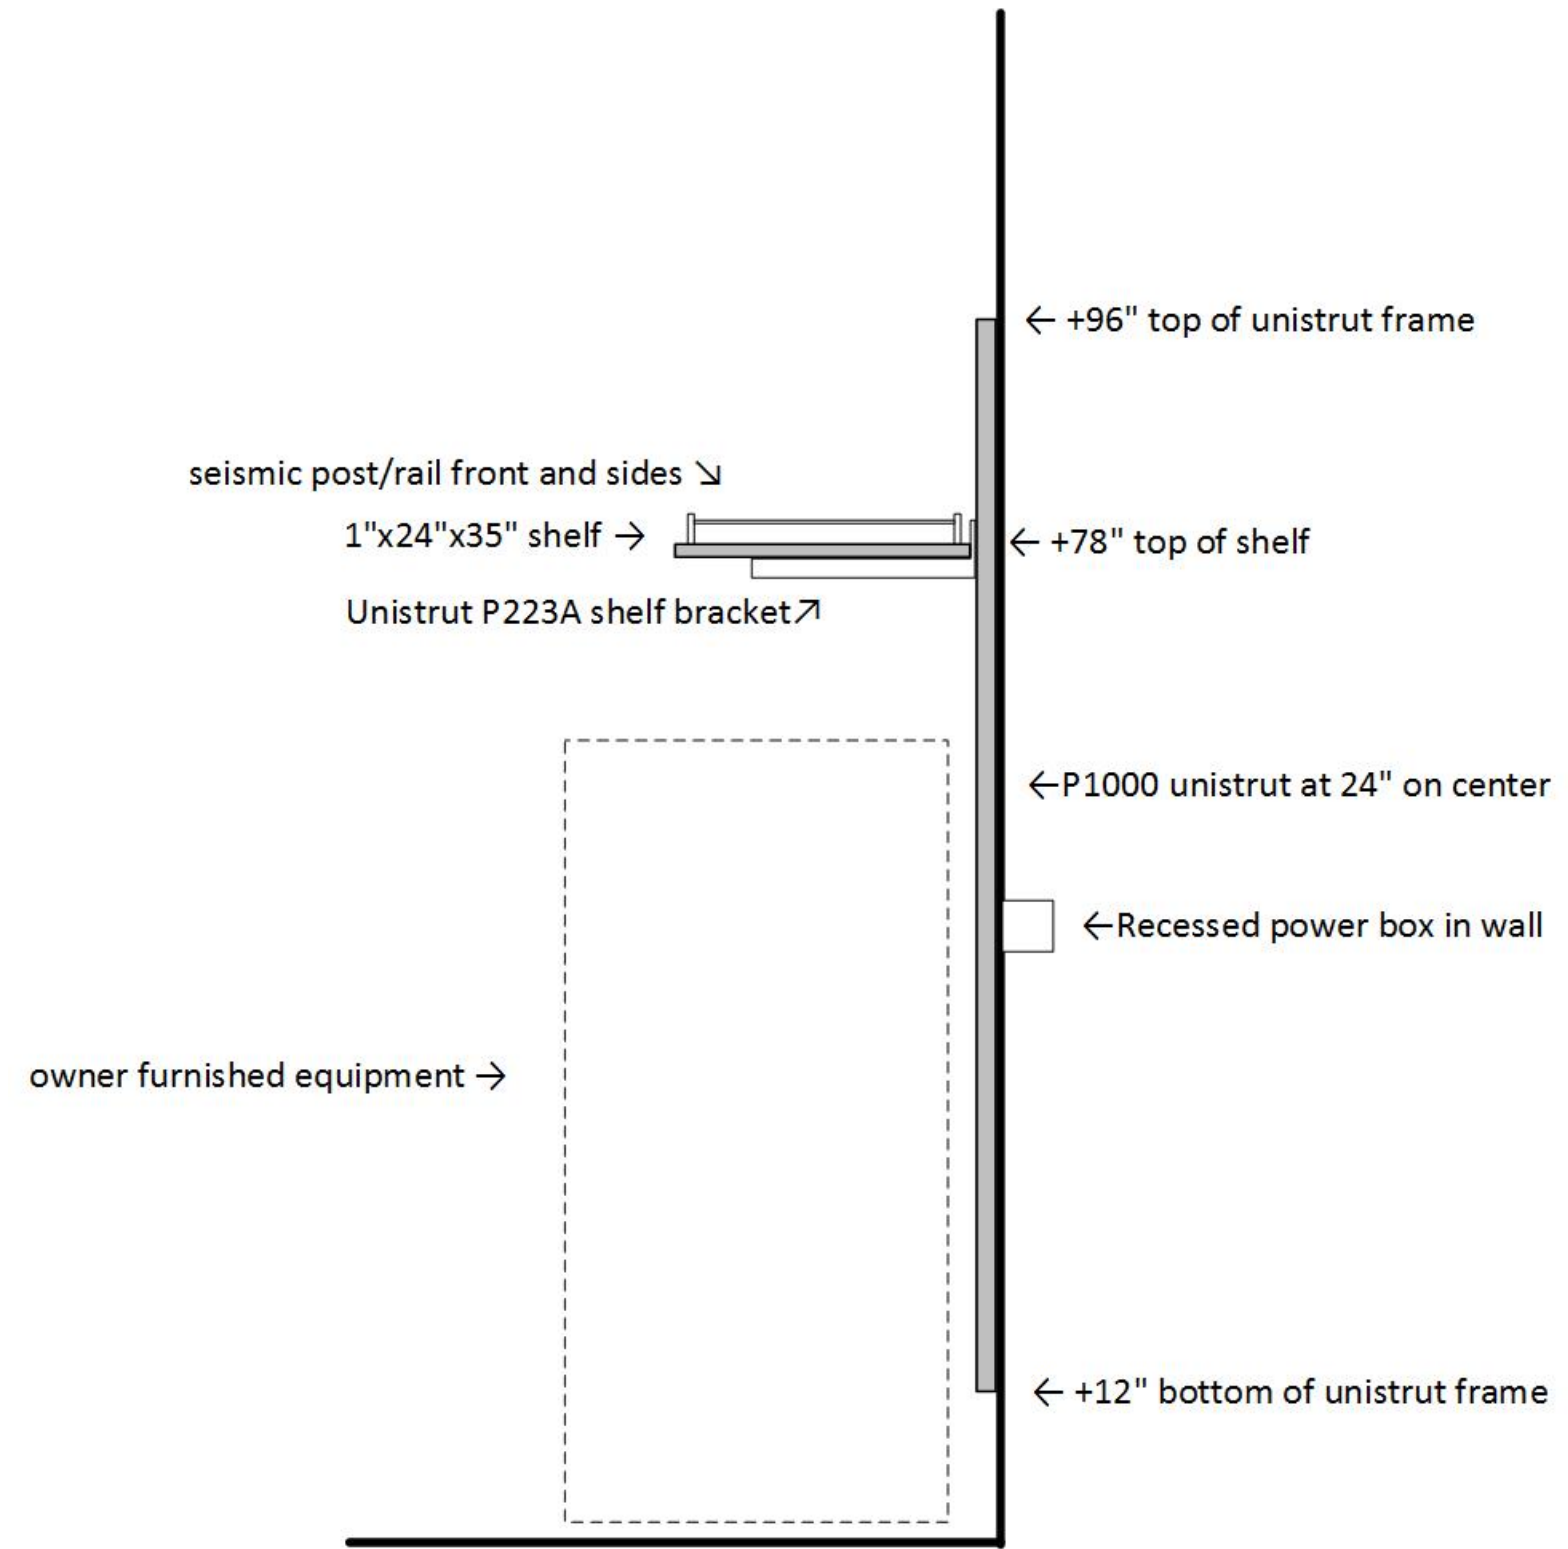 ← +96" top of unistrut frame
seismic post/rail front and sides ↘
1"x24"x35" shelf →
← +78" top of shelf
Unistrut P223A shelf bracket↗
←P1000 unistrut at 24" on center
←Recessed power box in wall
owner furnished equipment →
← +12" bottom of unistrut frame